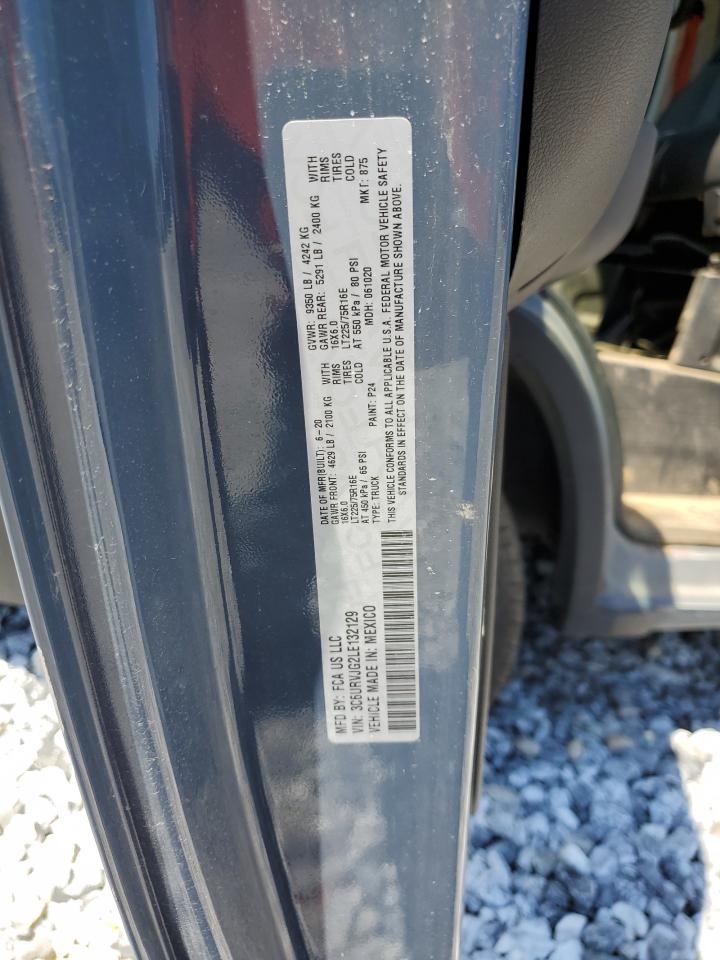 MFD BY: FCA US LLC
VIN: 3C6URVJG2LE132129
VEHICLE MADE IN: MEXICO
DATE OF MFR(BUILT): 6-20
GAWR FRONT: 4629 LB / 2100 KG WITH
16X6.0 RIMS
LT225/75R16E TIRES
AT 450 kPa / 65 PSI COLD
TYPE: TRUCK PAINT: P24
GVWR: 9350 LB / 4242 KG
GAWR REAR: 5291 LB / 2400 KG WITH
16X6.0 RIMS
LT225/75R16E TIRES
AT 550 kPa / 80 PSI COLD
MDH: 061020 MKT: 875
THIS VEHICLE CONFORMS TO ALL APPLICABLE U.S.A. FEDERAL MOTOR VEHICLE SAFETY
STANDARDS IN EFFECT ON THE DATE OF MANUFACTURE SHOWN ABOVE.